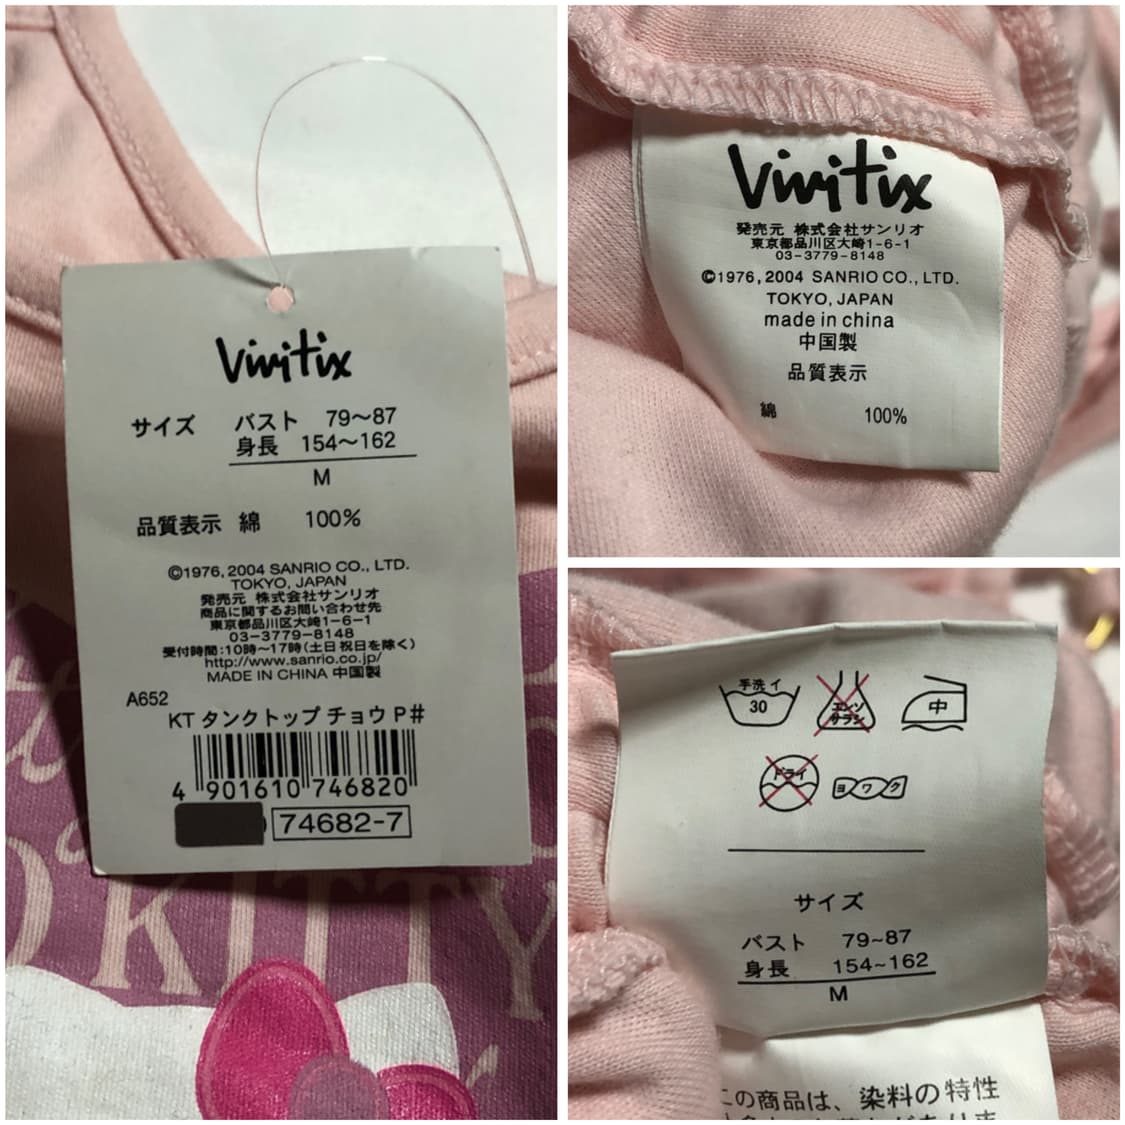 Vivitix
サイズ バスト 79〜87
身長 154〜162
M
品質表示 綿 100%
©1976, 2004 SANRIO CO., LTD.
TOKYO, JAPAN
発売元 株式会社サンリオ
商品に関するお問い合わせ先
東京都品川区大崎1-6-1
03-3779-8148
受付時間:10時〜17時(土日祝日を除く)
http://www.sanrio.co.jp/
MADE IN CHINA 中国製
A652
KT タンクトップ チョウ P#
4 901610 746820
74682-7
KITTY
Vivitix
発売元 株式会社サンリオ
東京都品川区大崎1-6-1
03-3779-8148
©1976, 2004 SANRIO CO., LTD.
TOKYO, JAPAN
made in china
中国製
品質表示
綿 100%
手洗イ
30
エンソ
サラシ
中
ドライ
ヨワク
サイズ
バスト 79~87
身長 154~162
M
この商品は、染料の特性